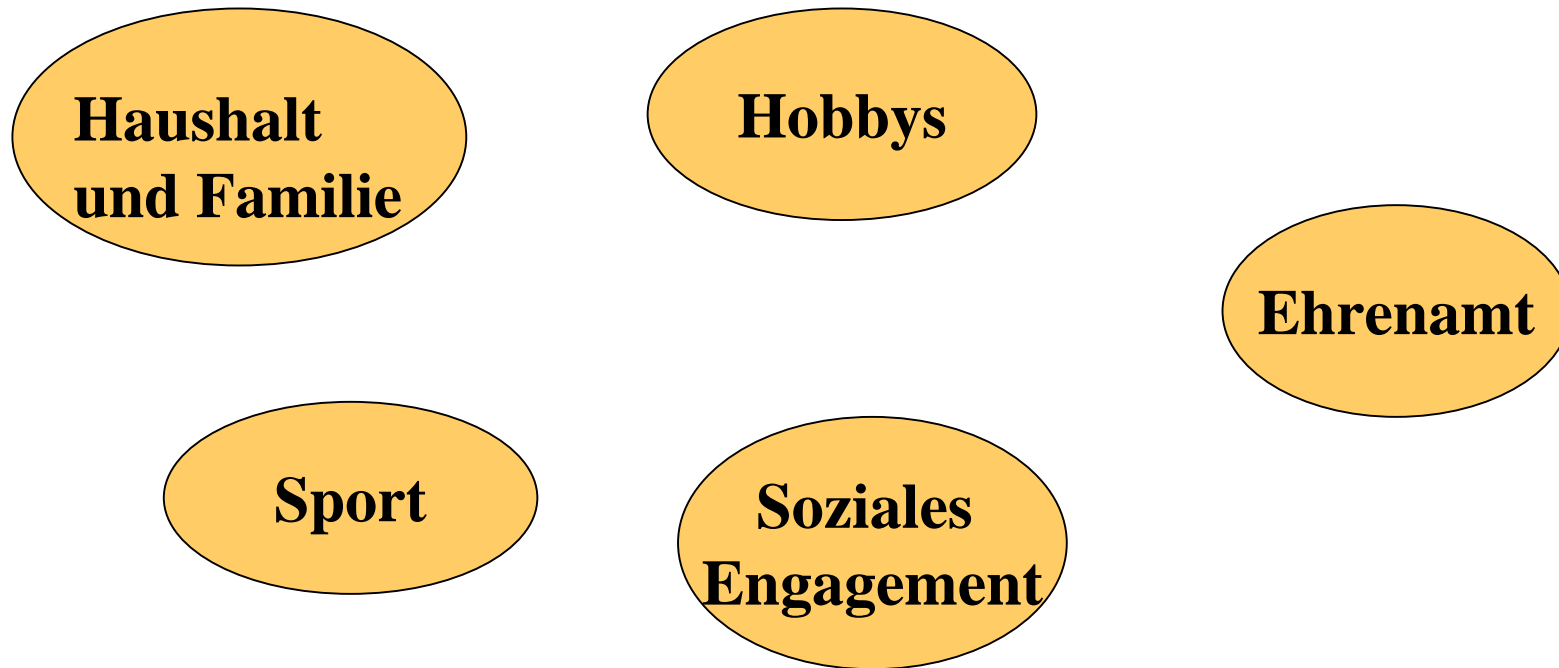 Haushalt
und Familie
Hobbys
Ehrenamt
Sport
Soziales
Engagement